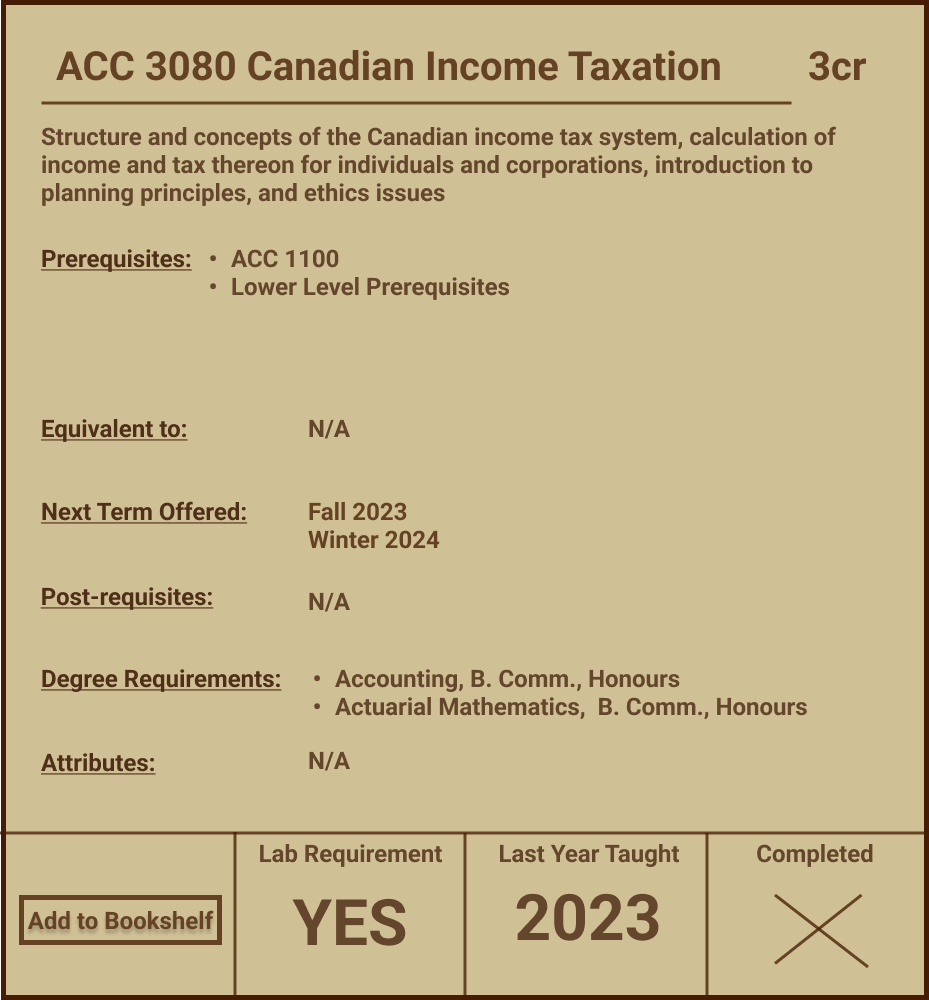 ACC 3080 Canadian Income Taxation 3cr
Structure and concepts of the Canadian income tax system, calculation of
income and tax thereon for individuals and corporations, introduction to
planning principles, and ethics issues
Prerequisites: • ACC 1100
• Lower Level Prerequisites
Equivalent to: N/A
Next Term Offered: Fall 2023
Winter 2024
Post-requisites: N/A
Degree Requirements: • Accounting, B. Comm., Honours
• Actuarial Mathematics, B. Comm., Honours
Attributes: N/A
Add to Bookshelf
Lab Requirement
YES
Last Year Taught
2023
Completed